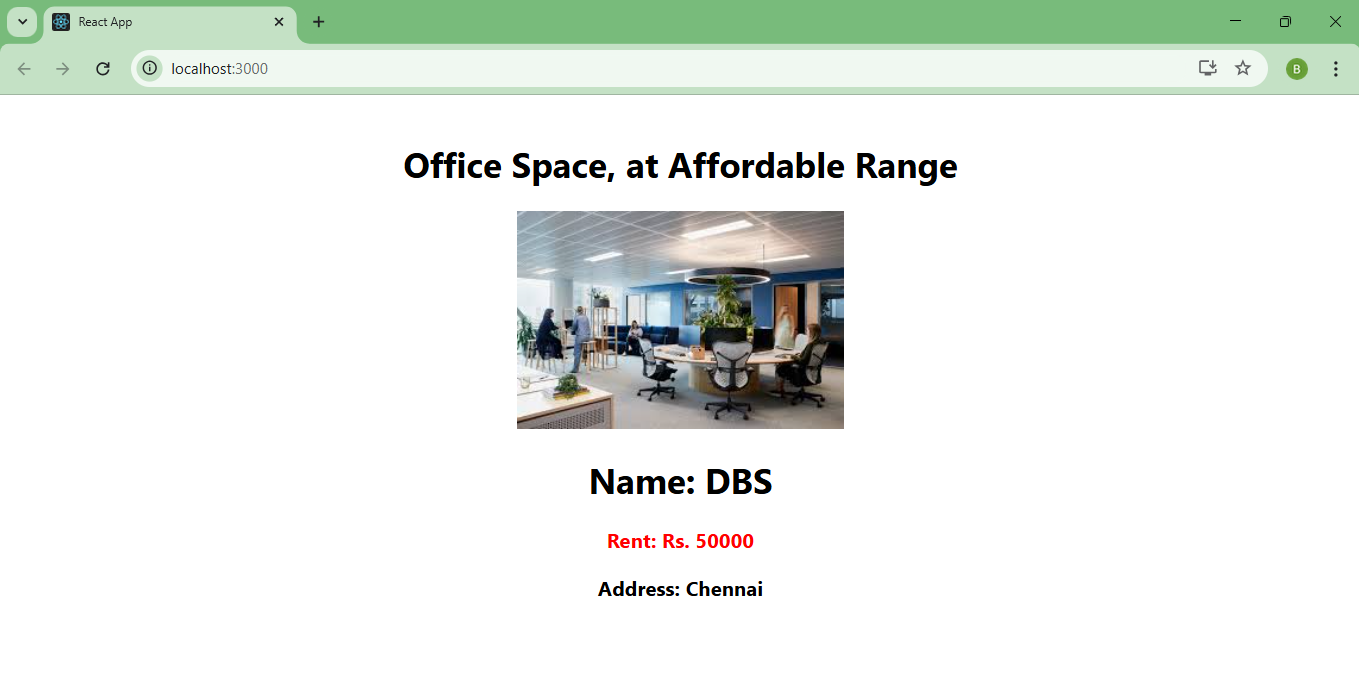 React App
localhost:3000
B
Office Space, at Affordable Range
Name: DBS
Rent: Rs. 50000
Address: Chennai